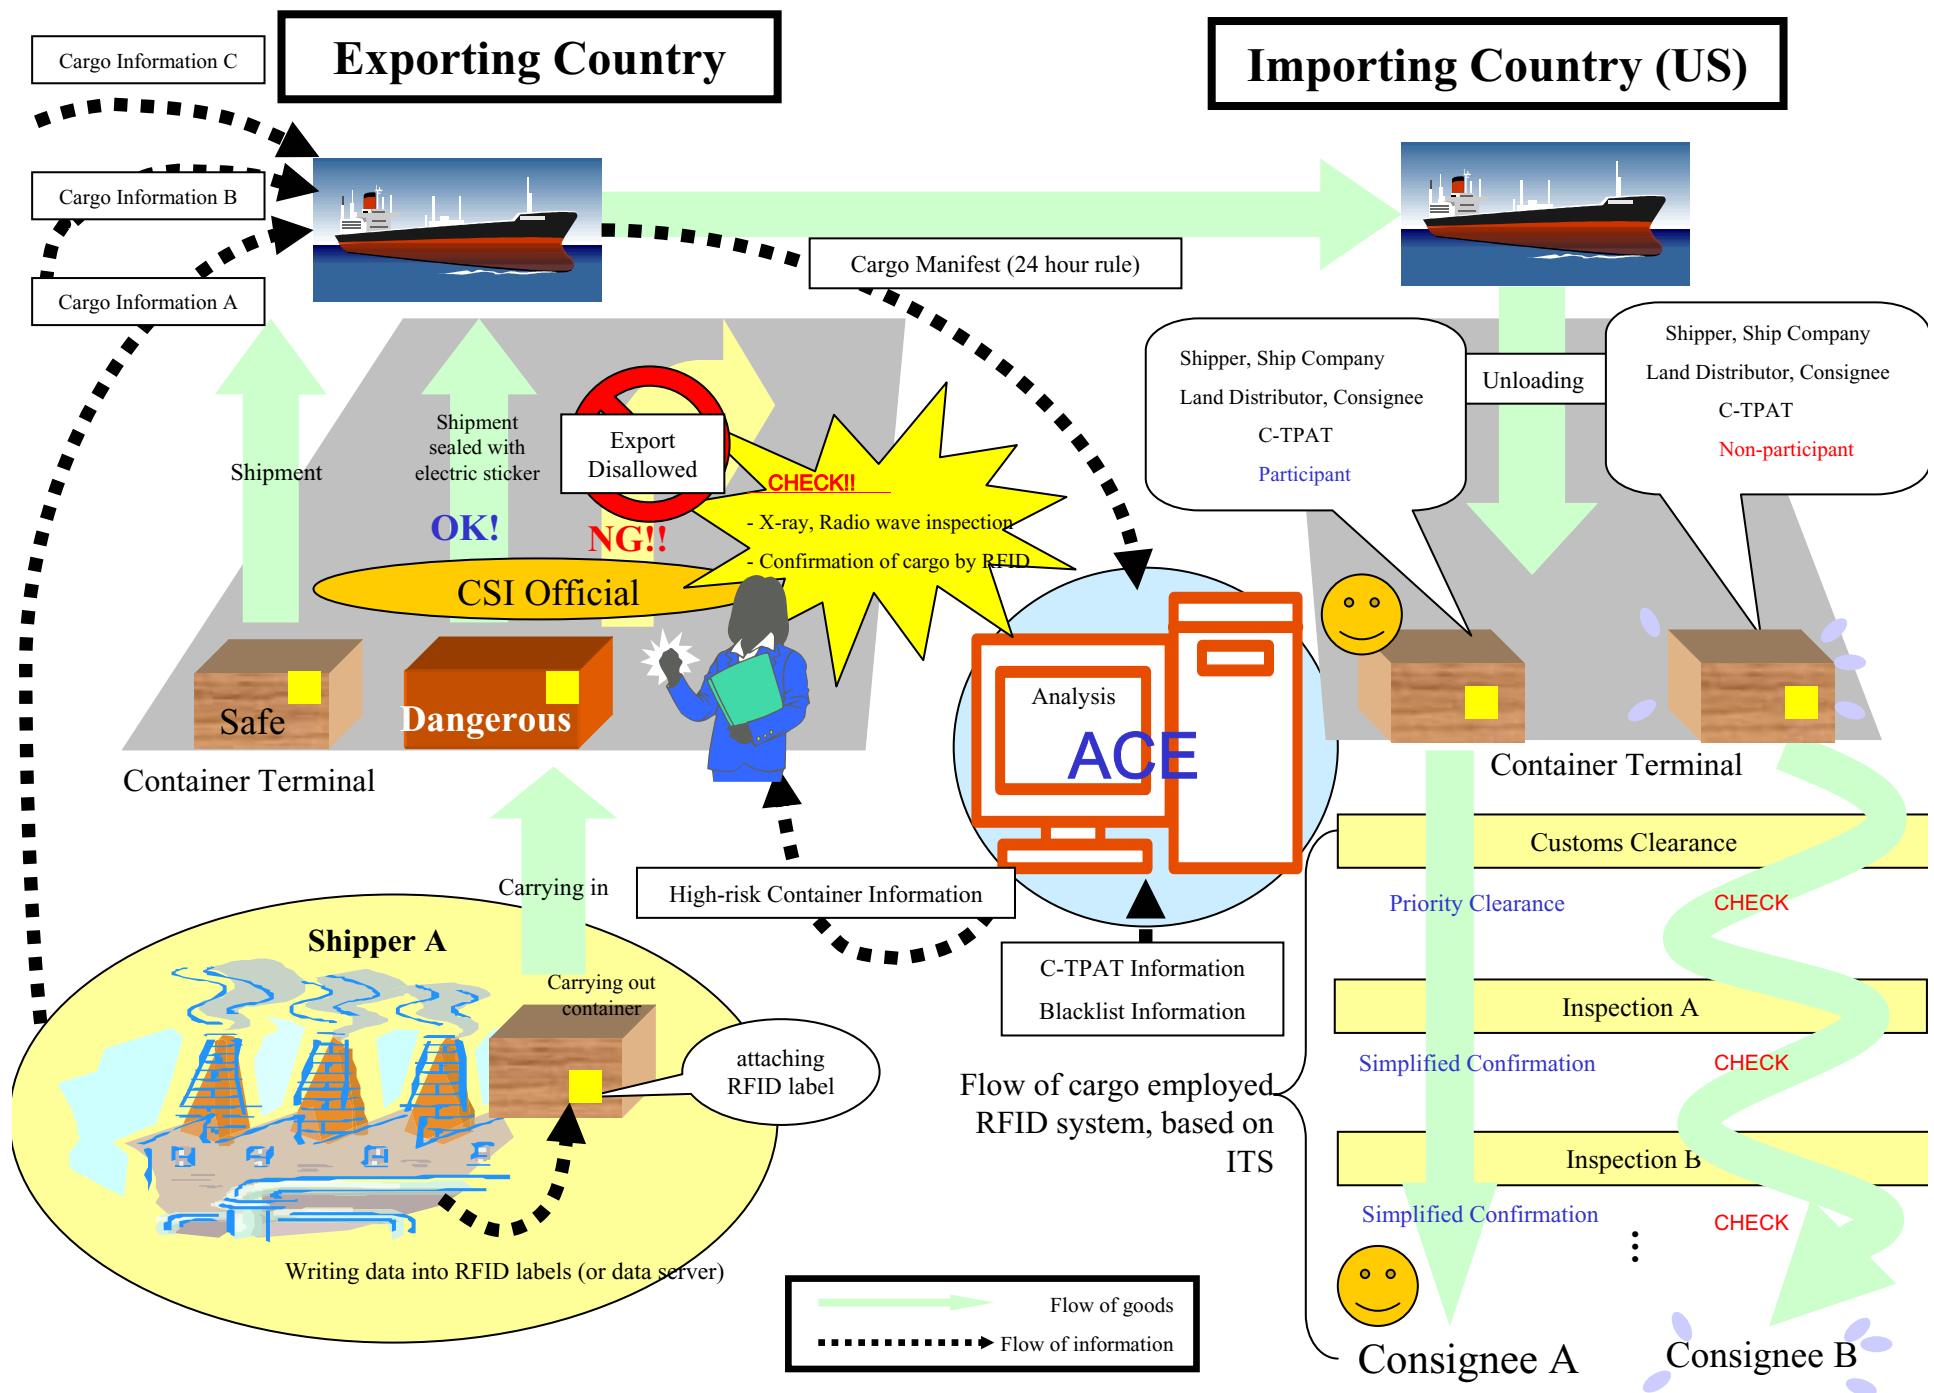 Exporting Country
Importing Country (US)
Cargo Information C
Cargo Information B
Cargo Information A
Cargo Manifest (24 hour rule)
Shipper, Ship Company
Land Distributor, Consignee
C-TPAT
Participant
Unloading
Shipper, Ship Company
Land Distributor, Consignee
C-TPAT
Non-participant
Shipment
Shipment
sealed with
electric sticker
OK!
Export
Disallowed
NG!!
CHECK!!
- X-ray, Radio wave inspection
- Confirmation of cargo by RFID
CSI Official
Safe
Dangerous
Container Terminal
Analysis
ACE
Container Terminal
Customs Clearance
Priority Clearance
CHECK
Carrying in
High-risk Container Information
Shipper A
Carrying out
container
attaching
RFID label
Writing data into RFID labels (or data server)
C-TPAT Information
Blacklist Information
Flow of cargo employed
RFID system, based on
ITS
Inspection A
Simplified Confirmation
CHECK
Inspection B
Simplified Confirmation
CHECK
Flow of goods
Flow of information
Consignee A
Consignee B